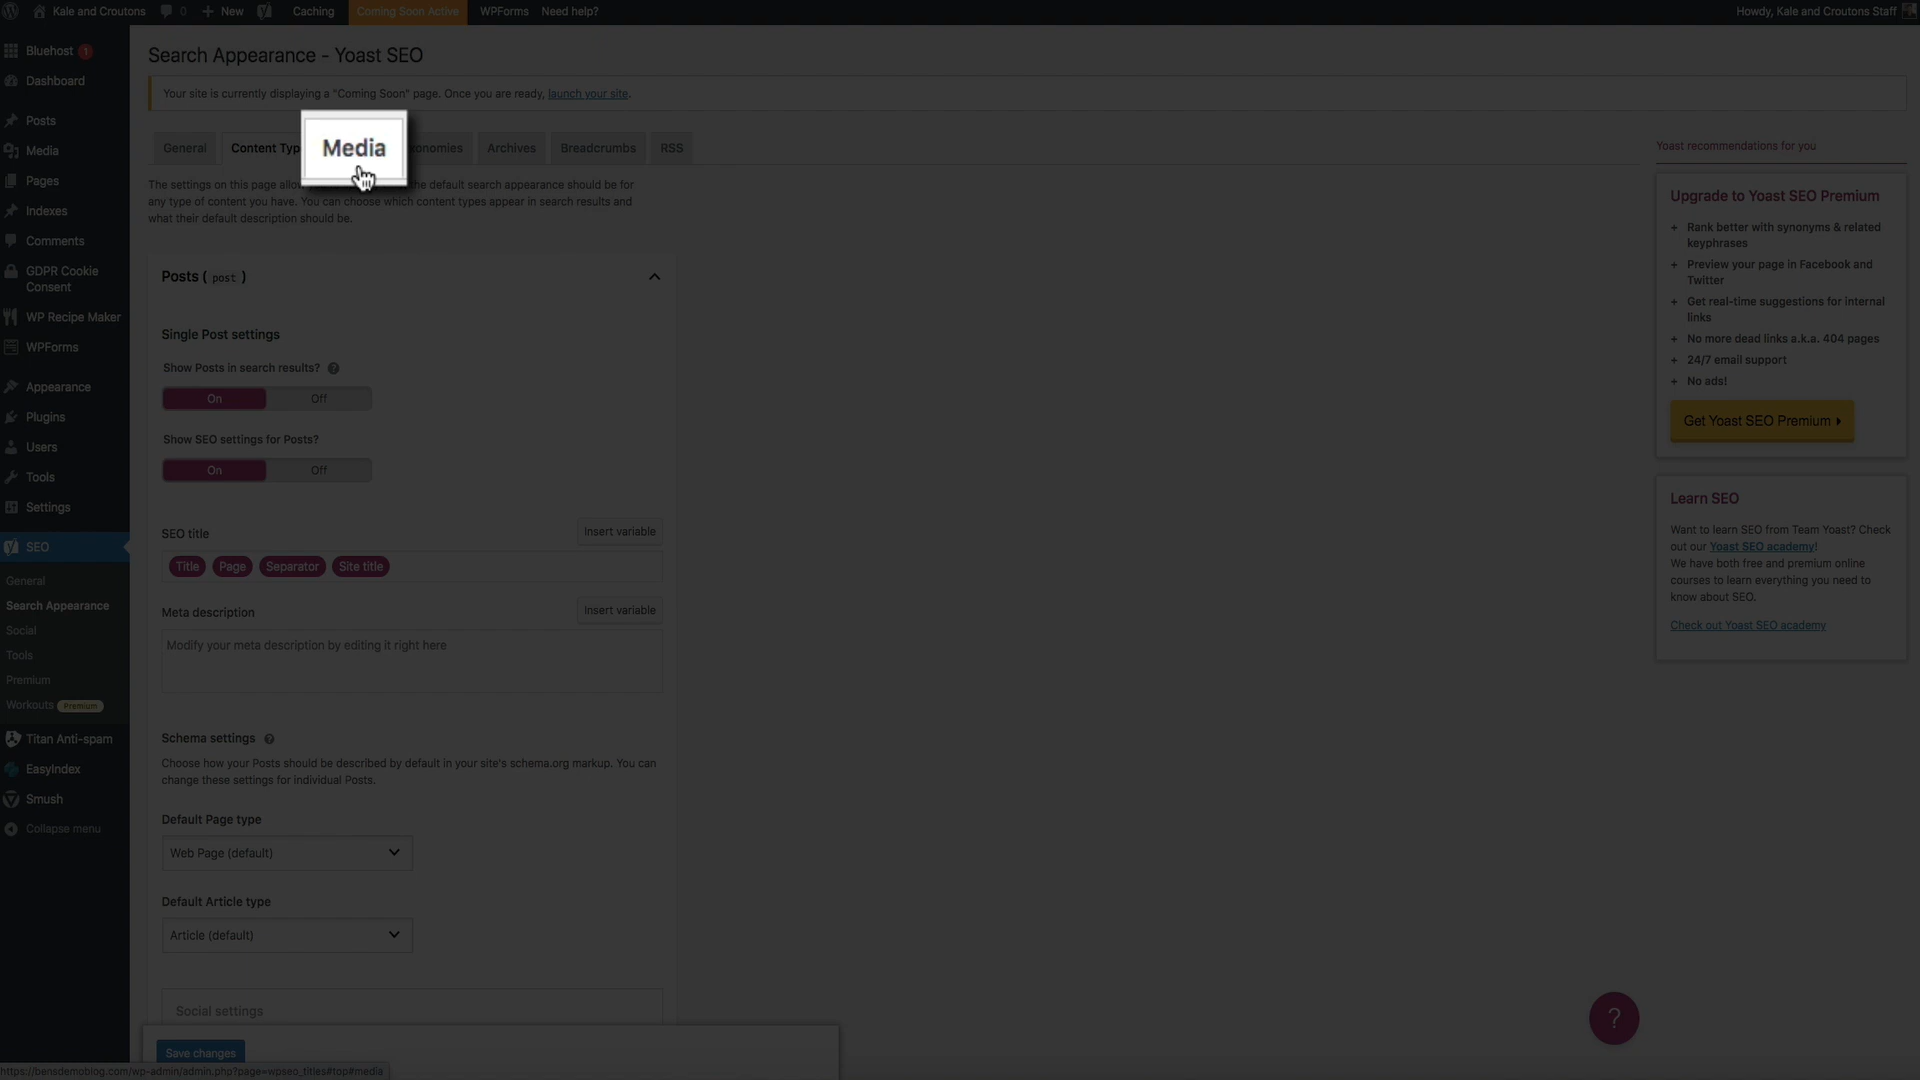 Kale and Croutons
0
New
Caching
Coming Soon Active
WPForms
Need help?
Howdy, Kale and Croutons Staff
Bluehost 1
Dashboard
Posts
Media
Pages
Indexes
Comments
GDPR Cookie
Consent
WP Recipe Maker
WPForms
Appearance
Plugins
Users
Tools
Settings
SEO
General
Search Appearance
Social
Tools
Premium
Workouts Premium
Titan Anti-spam
EasyIndex
Smush
Collapse menu
Search Appearance - Yoast SEO
Your site is currently displaying a "Coming Soon" page. Once you are ready, launch your site.
General
Content Typ
Media
onomies
Archives
Breadcrumbs
RSS
The settings on this page allo he default search appearance should be for
any type of content you have. You can choose which content types appear in search results and
what their default description should be.
Posts ( post )
Single Post settings
Show Posts in search results? ?
On Off
Show SEO settings for Posts?
On Off
SEO title
Insert variable
Title Page Separator Site title
Meta description
Insert variable
Modify your meta description by editing it right here
Schema settings ?
Choose how your Posts should be described by default in your site's schema.org markup. You can
change these settings for individual Posts.
Default Page type
Web Page (default)
Default Article type
Article (default)
Social settings
Save changes
https://bensdemoblog.com/wp-admin/admin.php?page=wpseo_titles#top#media
Yoast recommendations for you
Upgrade to Yoast SEO Premium
+ Rank better with synonyms & related
keyphrases
+ Preview your page in Facebook and
Twitter
+ Get real-time suggestions for internal
links
+ No more dead links a.k.a. 404 pages
+ 24/7 email support
+ No ads!
Get Yoast SEO Premium
Learn SEO
Want to learn SEO from Team Yoast? Check
out our Yoast SEO academy!
We have both free and premium online
courses to learn everything you need to
know about SEO.
Check out Yoast SEO academy
?